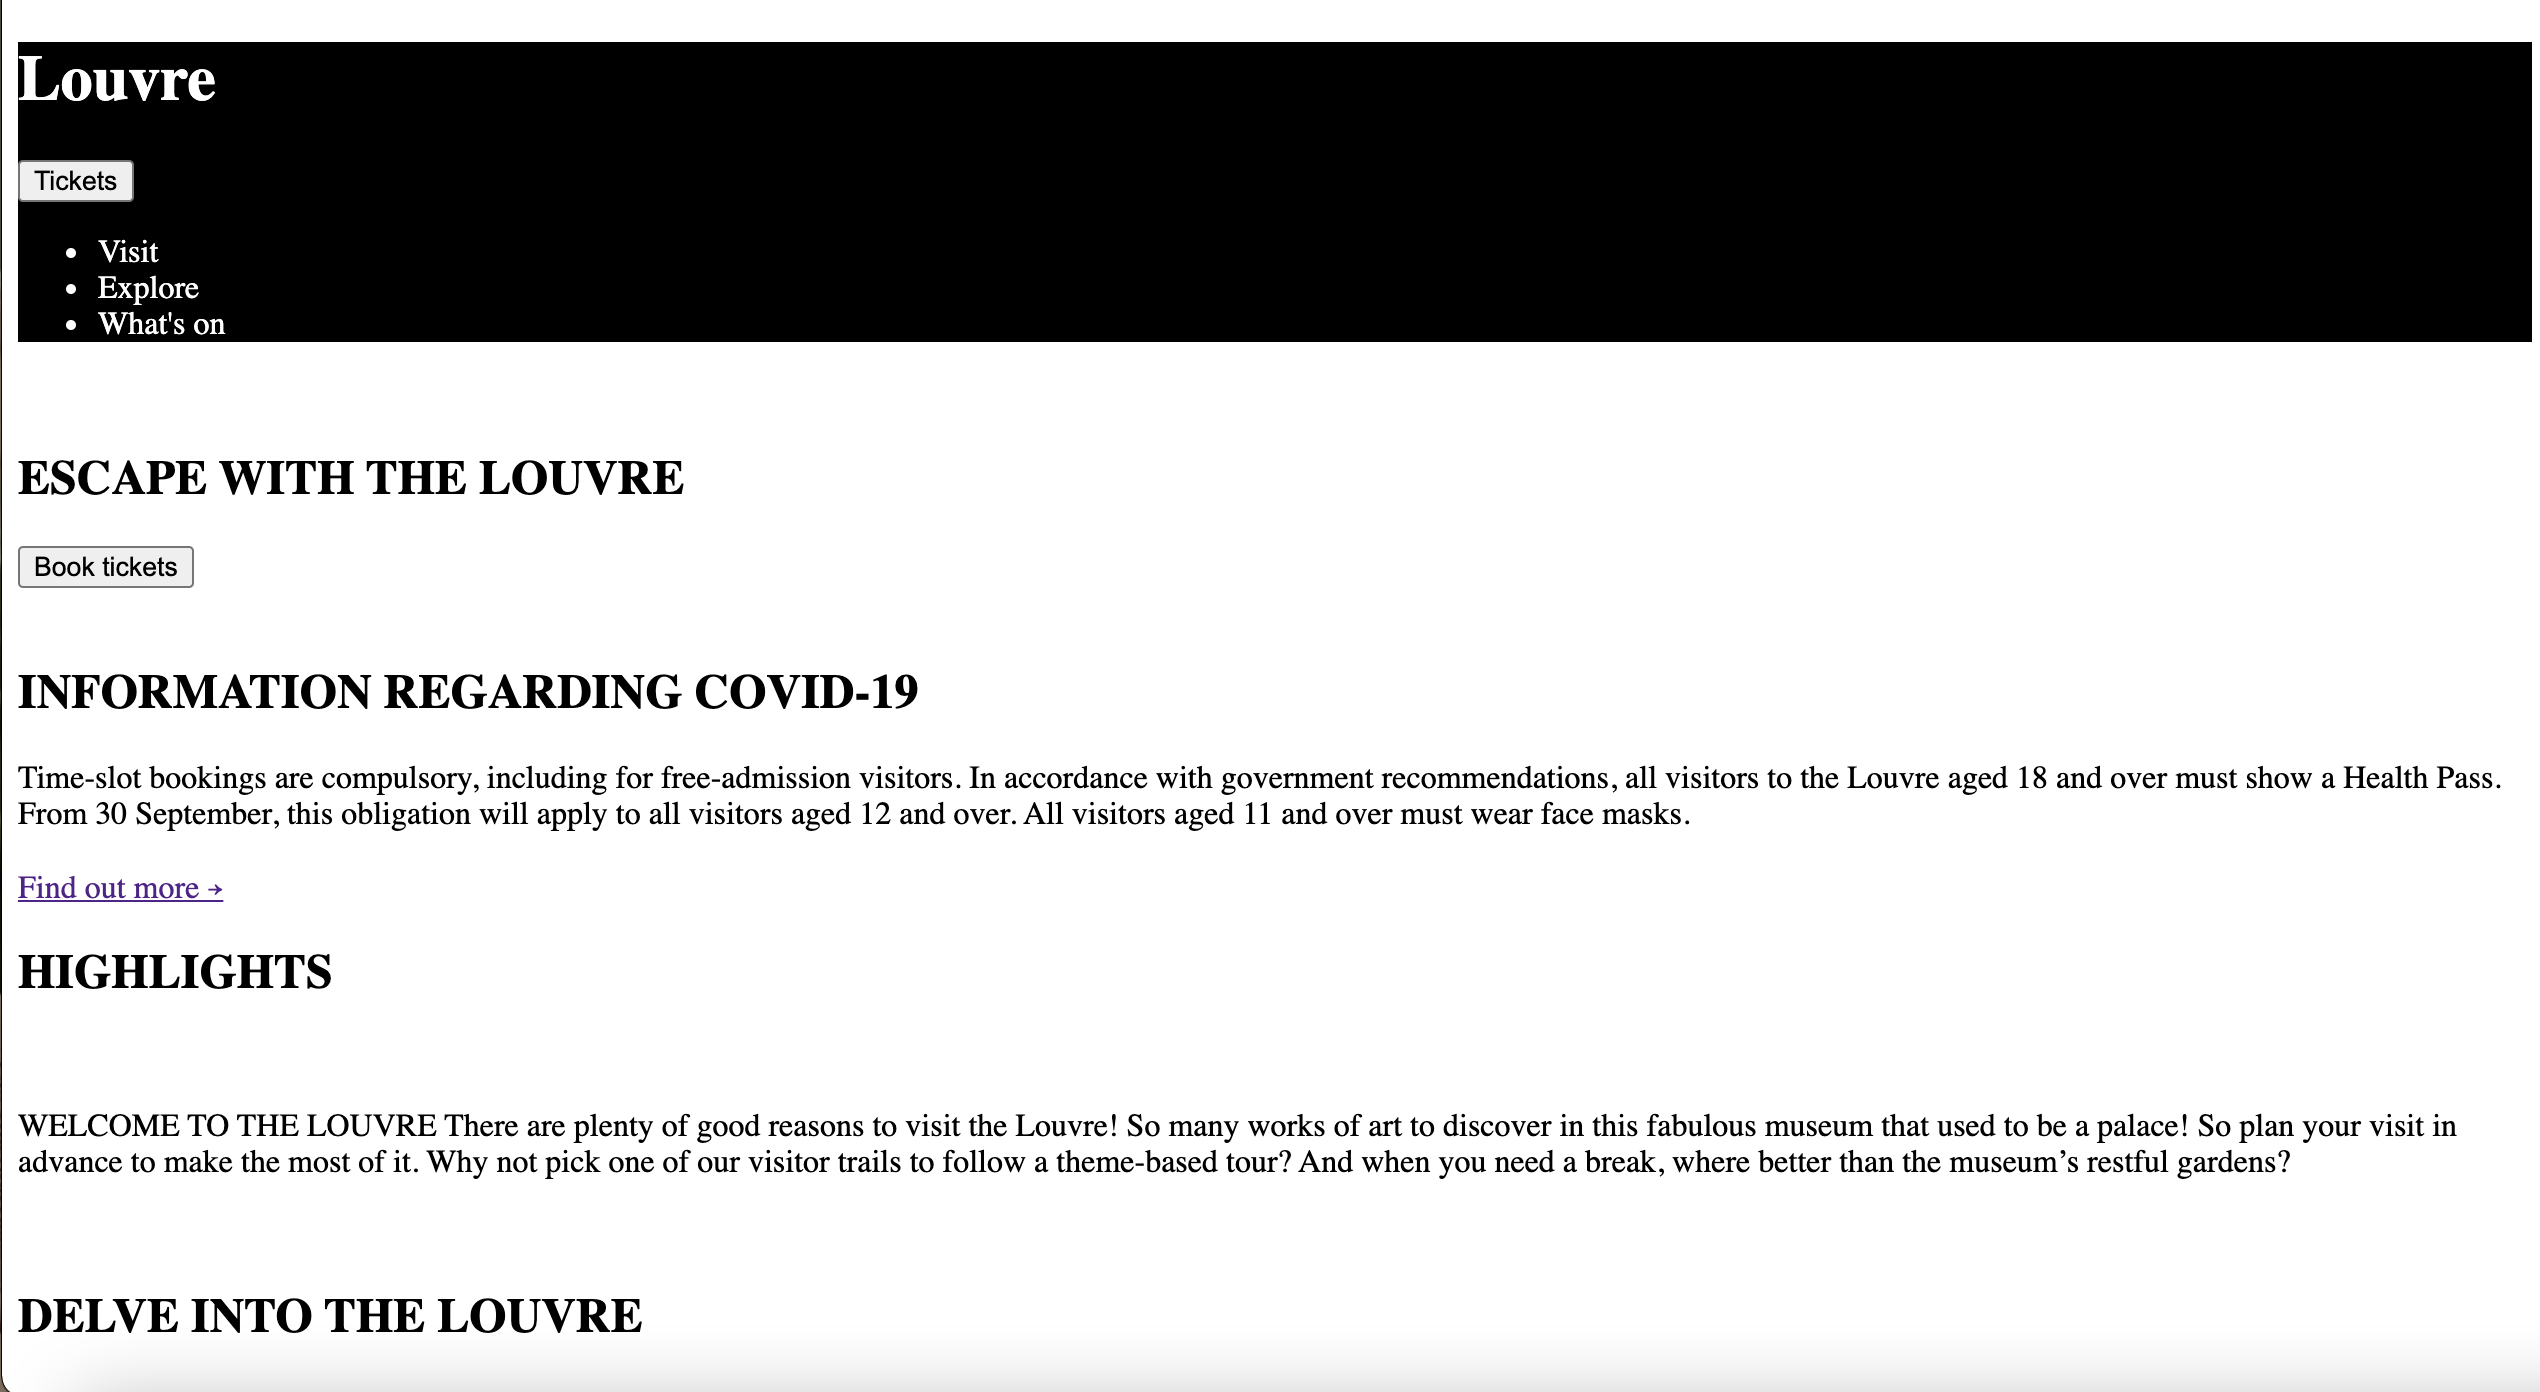 Louvre
Tickets
• Visit
• Explore
• What's on
ESCAPE WITH THE LOUVRE
Book tickets
INFORMATION REGARDING COVID-19
Time-slot bookings are compulsory, including for free-admission visitors. In accordance with government recommendations, all visitors to the Louvre aged 18 and over must show a Health Pass.
From 30 September, this obligation will apply to all visitors aged 12 and over. All visitors aged 11 and over must wear face masks.
Find out more →
HIGHLIGHTS
WELCOME TO THE LOUVRE There are plenty of good reasons to visit the Louvre! So many works of art to discover in this fabulous museum that used to be a palace! So plan your visit in
advance to make the most of it. Why not pick one of our visitor trails to follow a theme-based tour? And when you need a break, where better than the museum’s restful gardens?
DELVE INTO THE LOUVRE